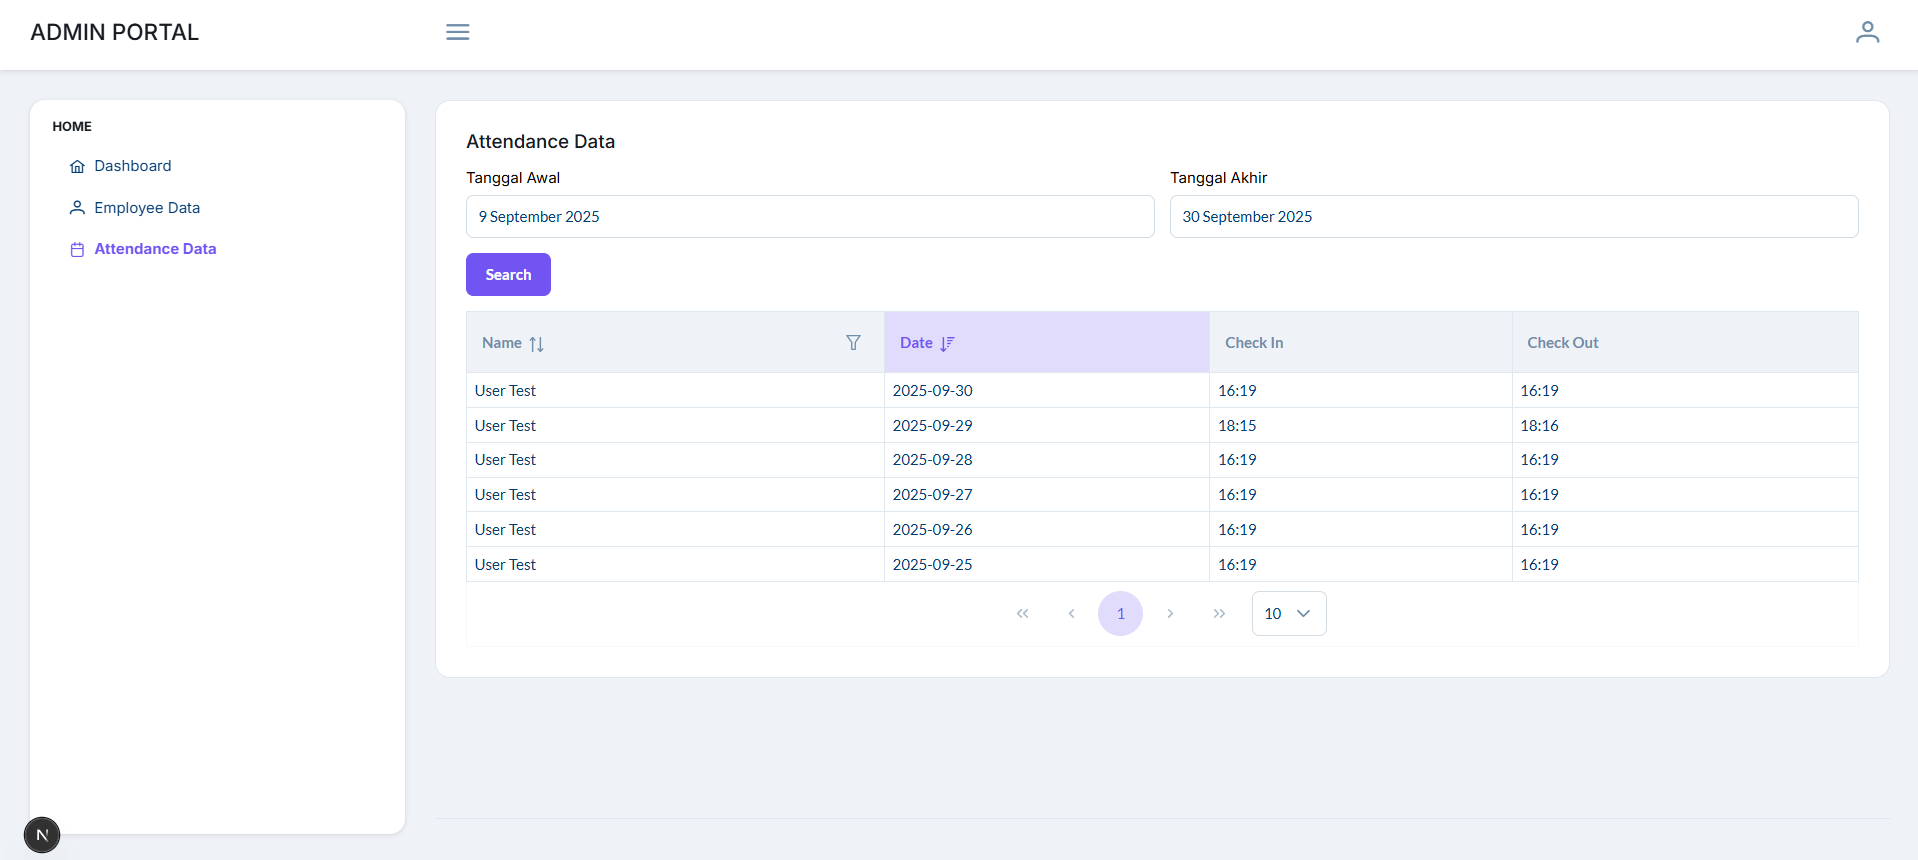 ADMIN PORTAL
HOME
Dashboard
Employee Data
Attendance Data
Attendance Data
Tanggal Awal Tanggal Akhir
9 September 2025 30 September 2025
Search
Name Date Check In Check Out
User Test 2025-09-30 16:19 16:19
User Test 2025-09-29 18:15 18:16
User Test 2025-09-28 16:19 16:19
User Test 2025-09-27 16:19 16:19
User Test 2025-09-26 16:19 16:19
User Test 2025-09-25 16:19 16:19
« ‹ 1 › » 10
N